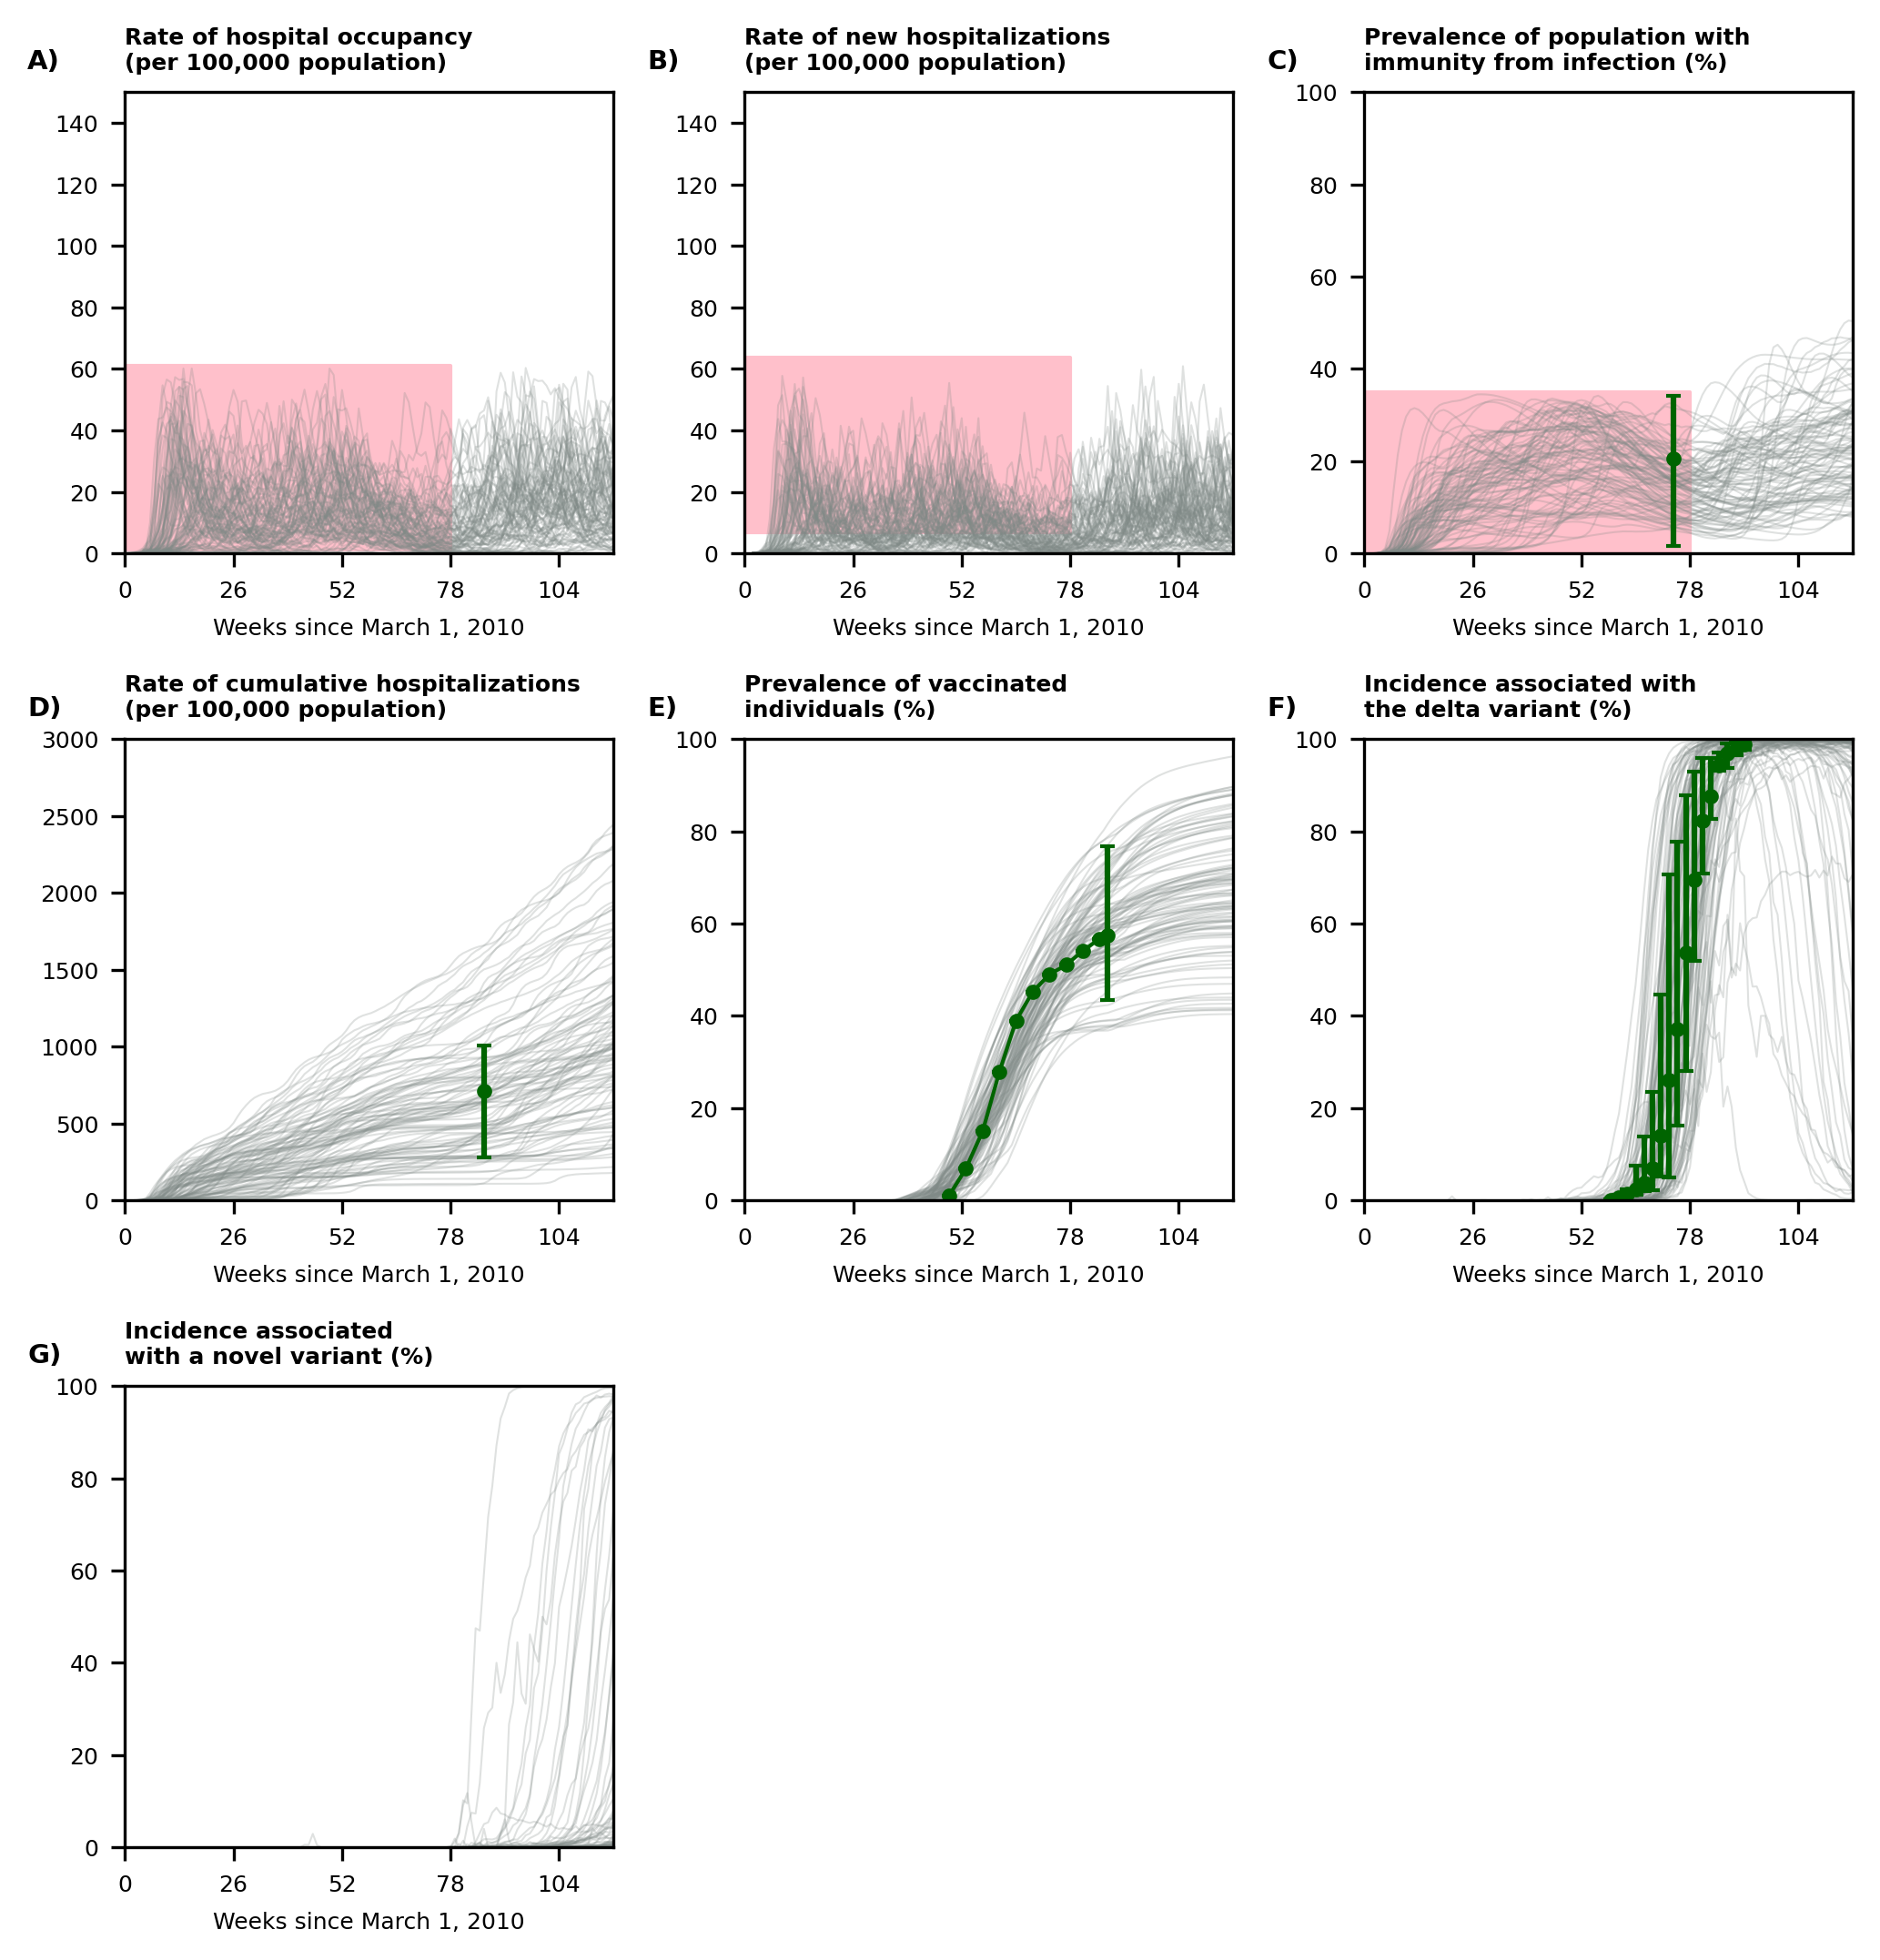 A)
Rate of hospital occupancy
(per 100,000 population)
140
120
100
80
60
40
20
0
0 26 52 78 104
Weeks since March 1, 2010
B)
Rate of new hospitalizations
(per 100,000 population)
140
120
100
80
60
40
20
0
0 26 52 78 104
Weeks since March 1, 2010
C)
Prevalence of population with
immunity from infection (%)
100
80
60
40
20
0
0 26 52 78 104
Weeks since March 1, 2010
D)
Rate of cumulative hospitalizations
(per 100,000 population)
3000
2500
2000
1500
1000
500
0
0 26 52 78 104
Weeks since March 1, 2010
E)
Prevalence of vaccinated
individuals (%)
100
80
60
40
20
0
0 26 52 78 104
Weeks since March 1, 2010
F)
Incidence associated with
the delta variant (%)
100
80
60
40
20
0
0 26 52 78 104
Weeks since March 1, 2010
G)
Incidence associated
with a novel variant (%)
100
80
60
40
20
0
0 26 52 78 104
Weeks since March 1, 2010